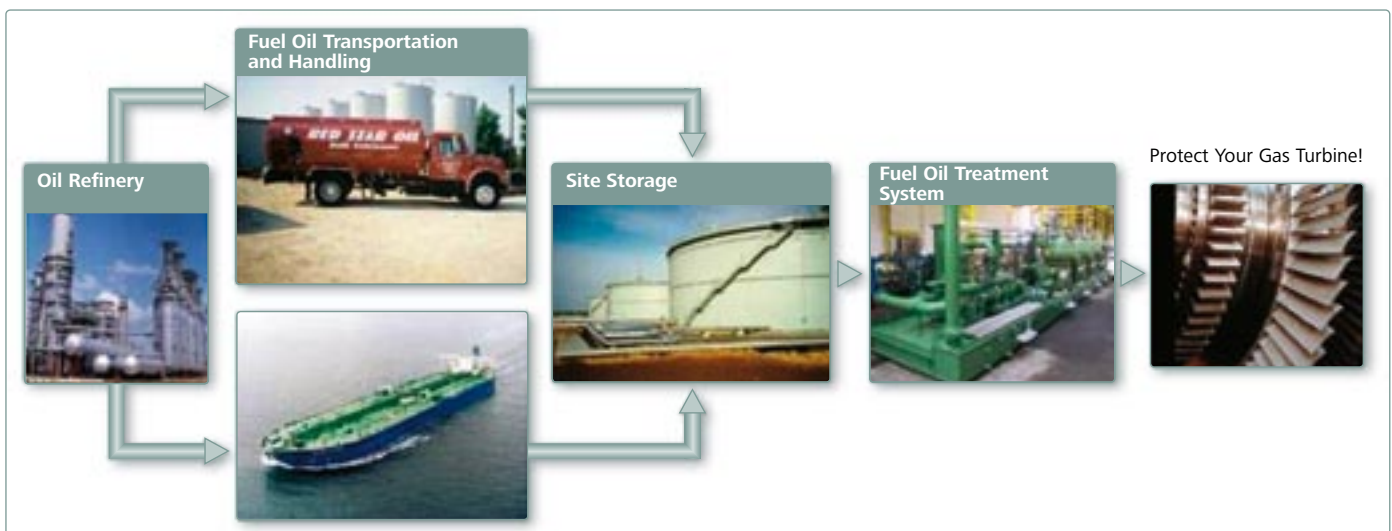 Fuel Oil Transportation
and Handling
RED STAR OIL
Oil Refinery
Site Storage
Fuel Oil Treatment
System
Protect Your Gas Turbine!